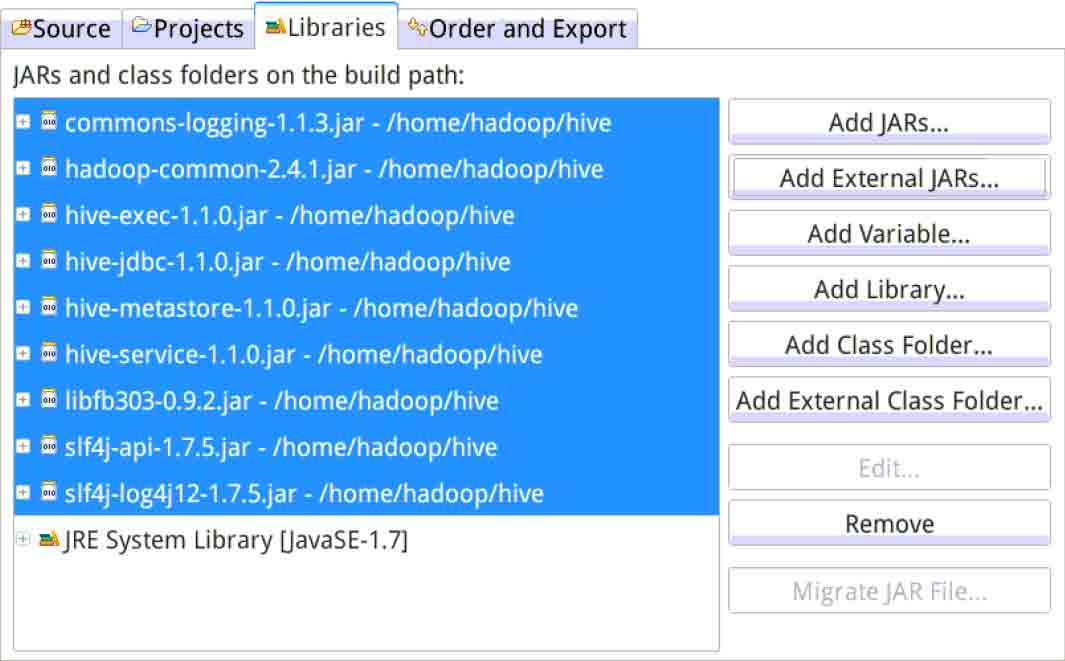 Source Projects Libraries Order and Export
JARs and class folders on the build path:
commons-logging-1.1.3.jar - /home/hadoop/hive
hadoop-common-2.4.1.jar - /home/hadoop/hive
hive-exec-1.1.0.jar - /home/hadoop/hive
hive-jdbc-1.1.0.jar - /home/hadoop/hive
hive-metastore-1.1.0.jar - /home/hadoop/hive
hive-service-1.1.0.jar - /home/hadoop/hive
libfb303-0.9.2.jar - /home/hadoop/hive
slf4j-api-1.7.5.jar - /home/hadoop/hive
slf4j-log4j12-1.7.5.jar - /home/hadoop/hive
JRE System Library [JavaSE-1.7]
Add JARs...
Add External JARs...
Add Variable...
Add Library...
Add Class Folder...
Add External Class Folder...
Edit...
Remove
Migrate JAR File...